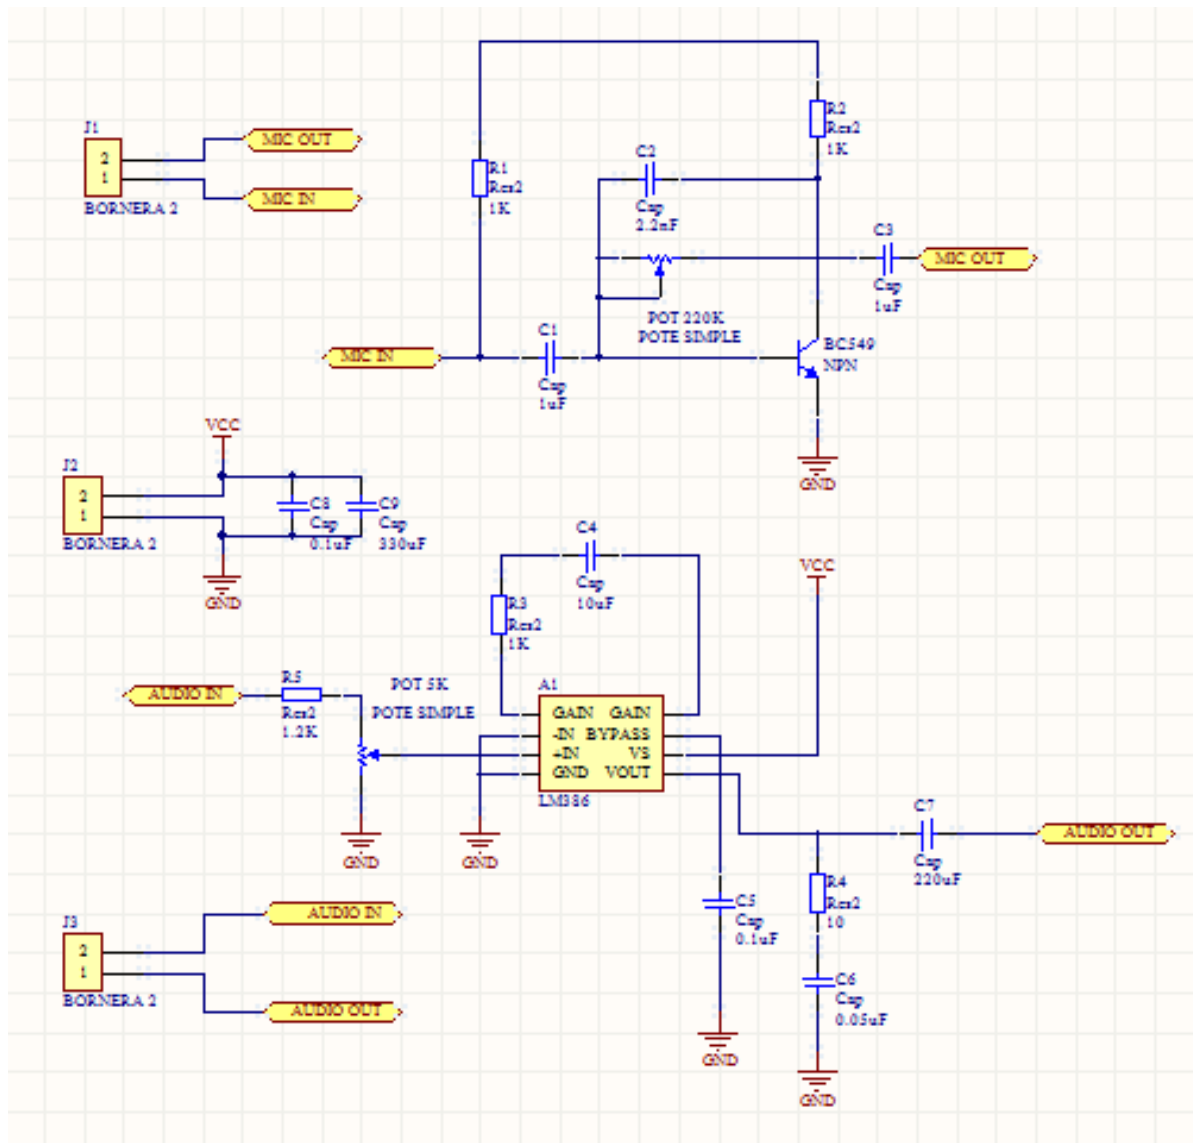 J1
2
1
BORNERA 2
MIC OUT
MIC IN
R1
Res2
1K
C2
Cap
2.2nF
R2
Res2
1K
POT 220K
POTE SIMPLE
C3
Cap
1uF
MIC OUT
MIC IN
C1
Cap
1uF
BC549
NPN
GND
VCC
J2
2
1
BORNERA 2
C8
Cap
0.1uF
C9
Cap
330uF
GND
C4
Cap
10uF
R3
Res2
1K
VCC
AUDIO IN
R5
Res2
1.2K
POT 5K
POTE SIMPLE
A1
GAIN GAIN
-IN BYPASS
+IN VS
GND VOUT
LM386
GND
GND
C7
Cap
220uF
AUDIO OUT
R4
Res2
10
C5
Cap
0.1uF
C6
Cap
0.05uF
GND
GND
J3
2
1
BORNERA 2
AUDIO IN
AUDIO OUT